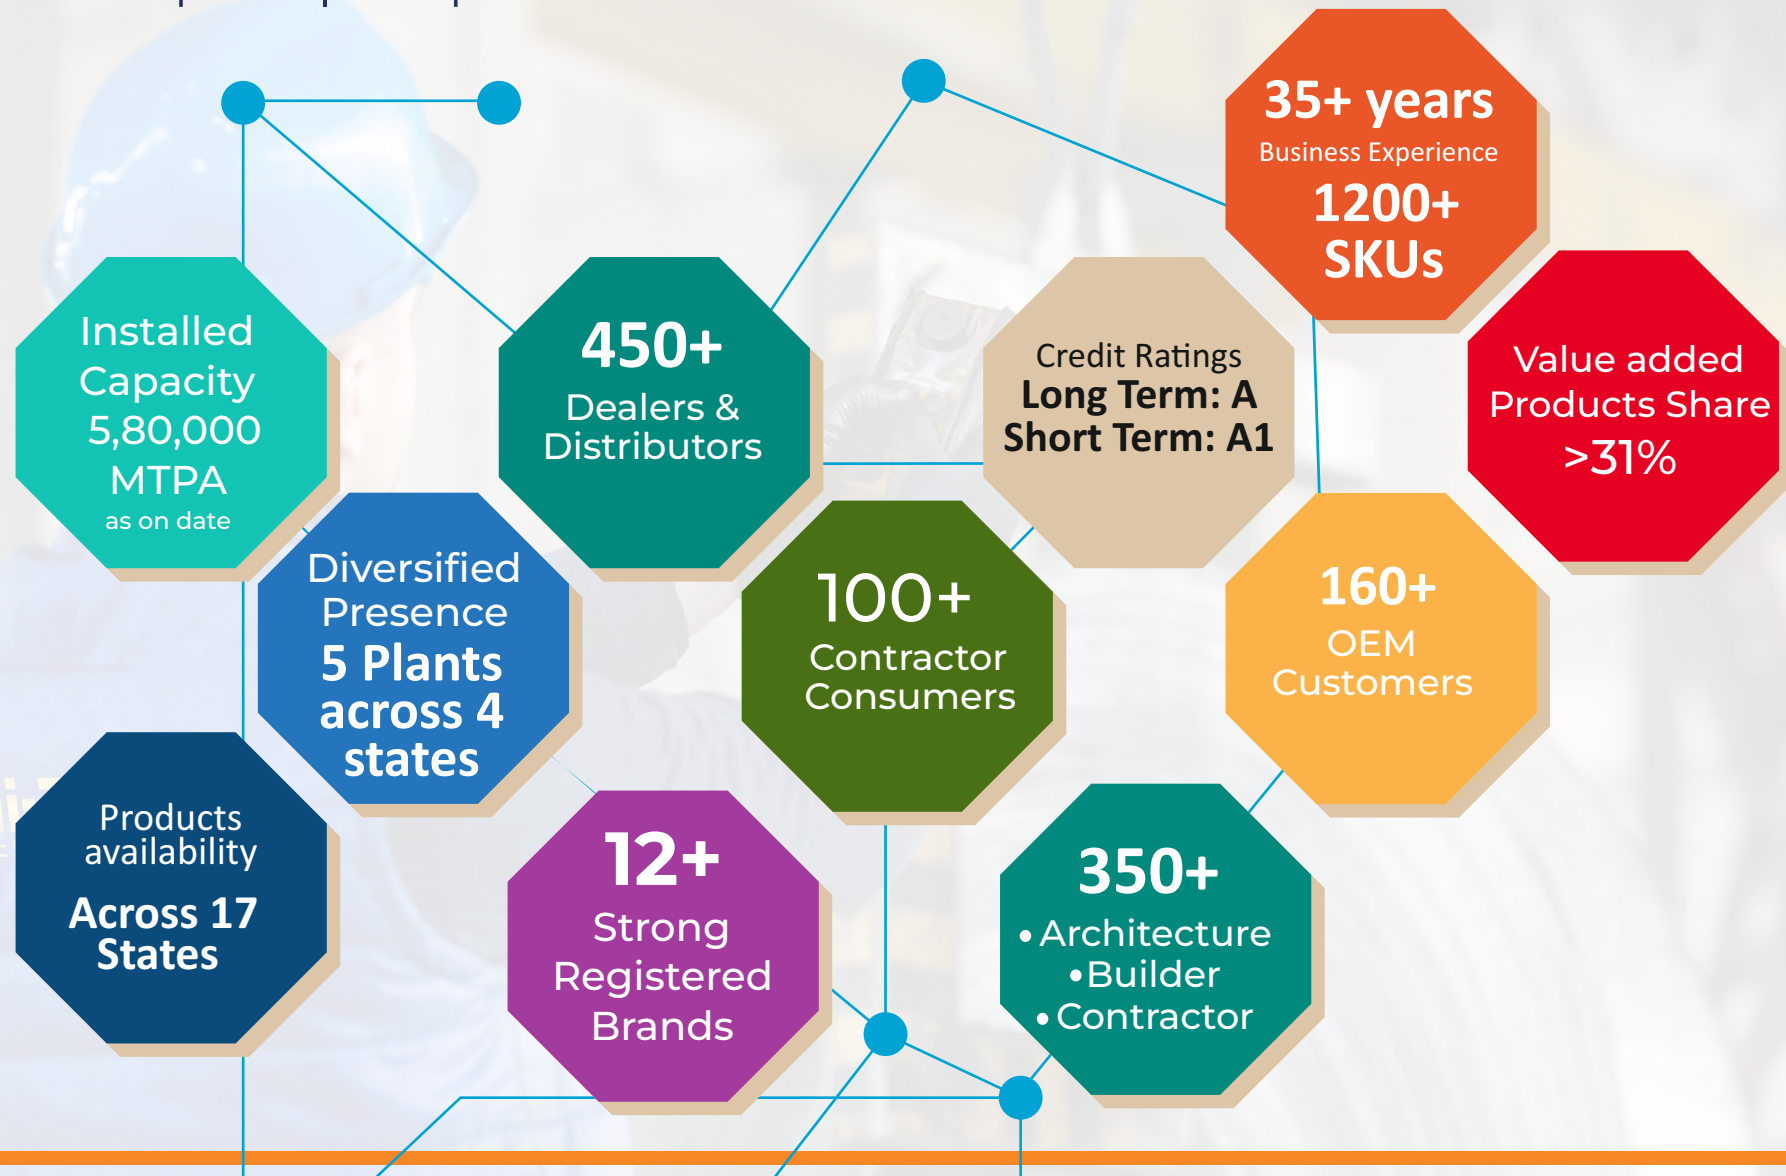 35+ years
Business Experience
1200+
SKUs
Installed
Capacity
5,80,000
MTPA
as on date
450+
Dealers &
Distributors
Credit Ratings
Long Term: A
Short Term: A1
Value added
Products Share
>31%
Diversified
Presence
5 Plants
across 4
states
100+
Contractor
Consumers
160+
OEM
Customers
Products
availability
Across 17
States
12+
Strong
Registered
Brands
350+
• Architecture
• Builder
• Contractor